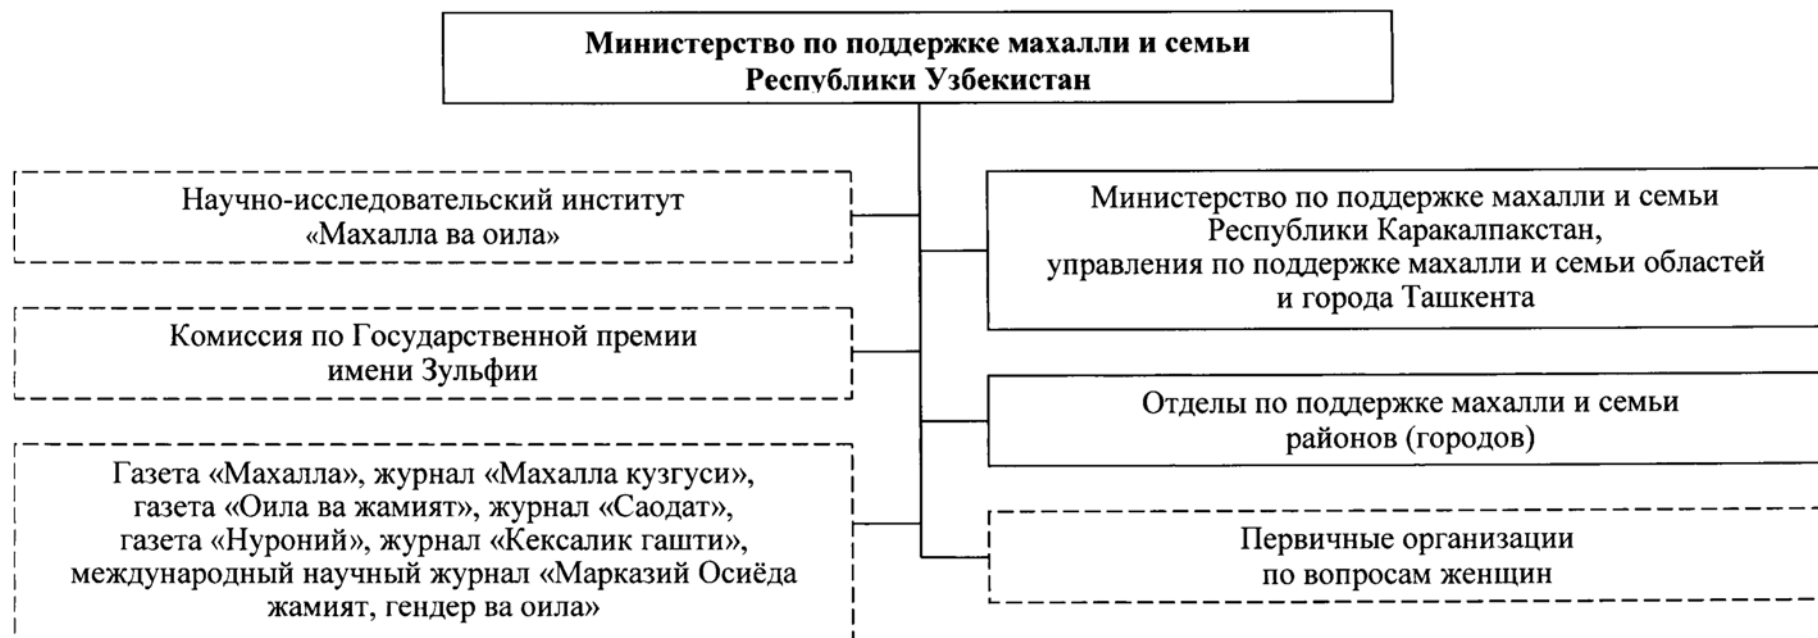 Министерство по поддержке махалли и семьи
Республики Узбекистан
Научно-исследовательский институт
«Махалла ва оила»
Комиссия по Государственной премии
имени Зульфии
Газета «Махалла», журнал «Махалла кузгуси»,
газета «Оила ва жамият», журнал «Саодат»,
газета «Нуроний», журнал «Кексалик гашти»,
международный научный журнал «Марказий Осиёда
жамият, гендер ва оила»
Министерство по поддержке махалли и семьи
Республики Каракалпакстан,
управления по поддержке махалли и семьи областей
и города Ташкента
Отделы по поддержке махалли и семьи
районов (городов)
Первичные организации
по вопросам женщин